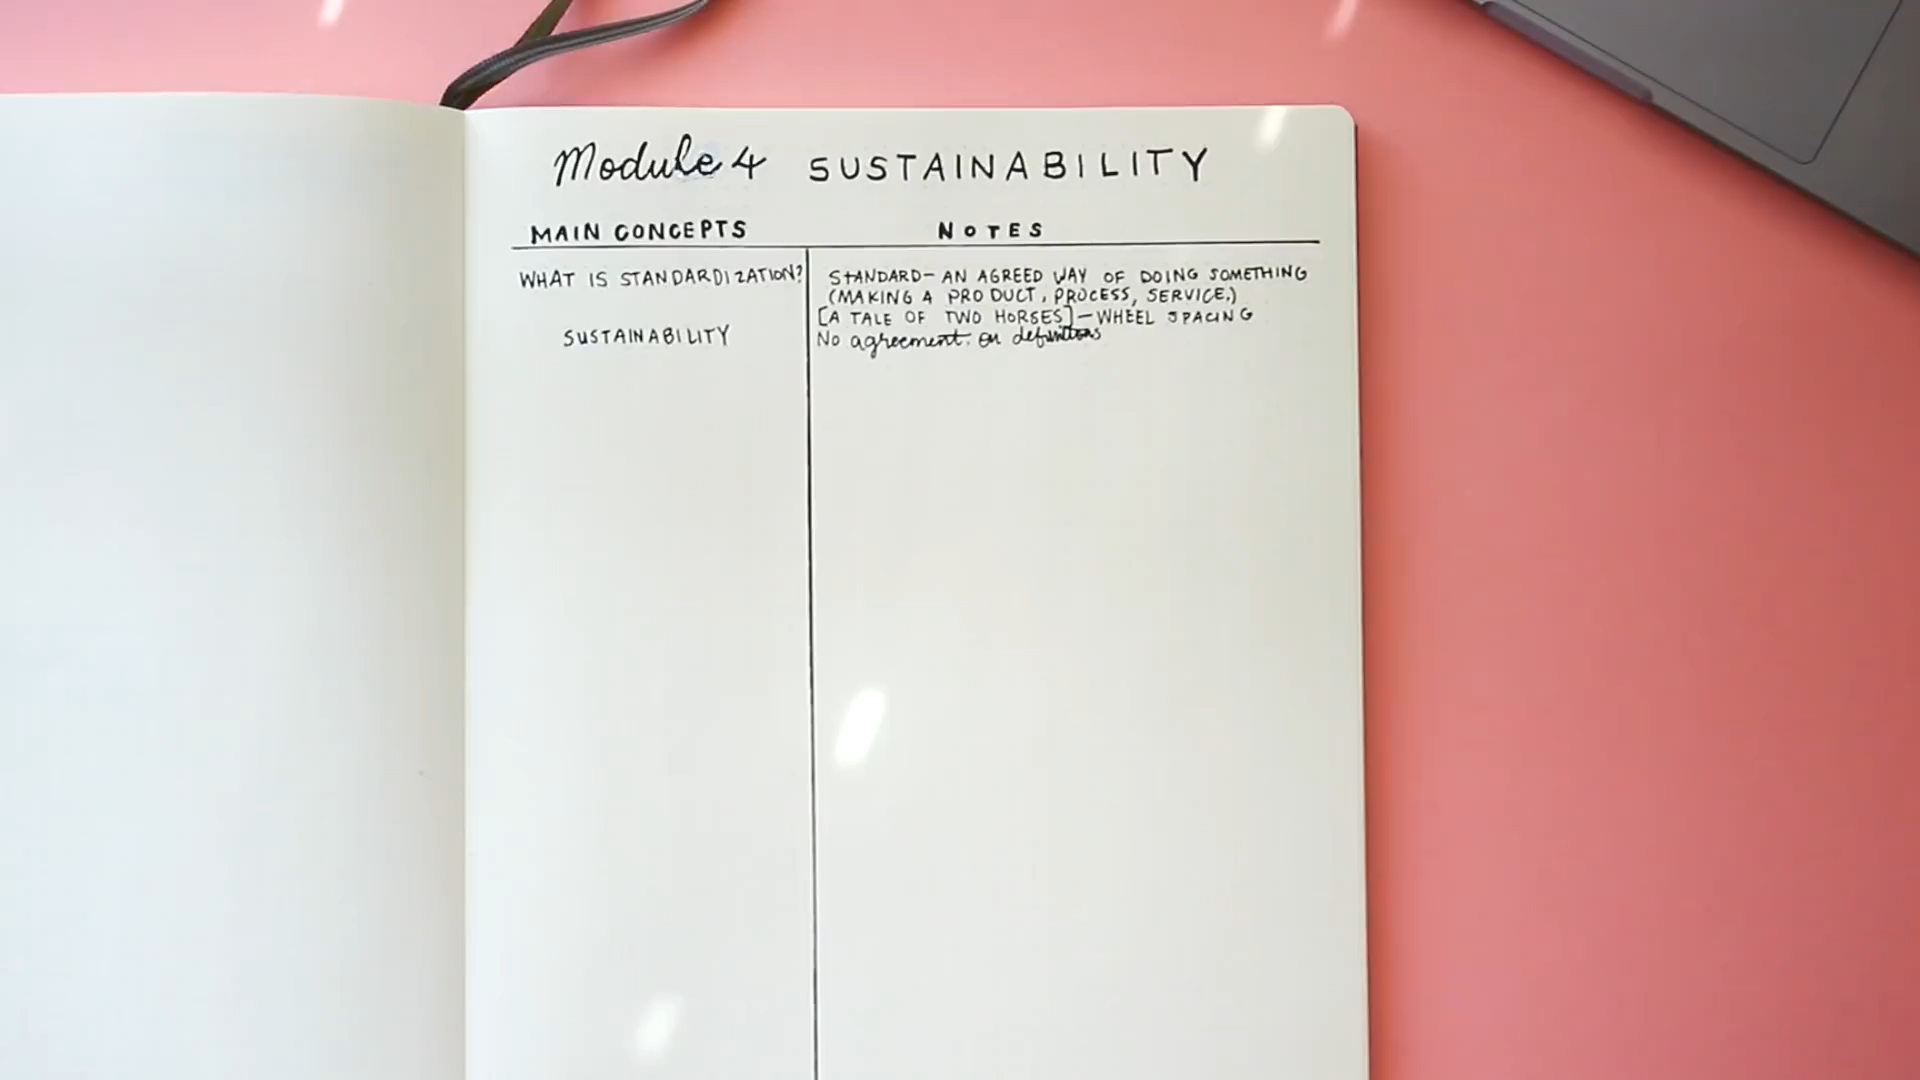 Module 4 SUSTAINABILITY
MAIN CONCEPTS NOTES
WHAT IS STANDARDIZATION? STANDARD- AN AGREED WAY OF DOING SOMETHING
(MAKING A PRODUCT, PROCESS, SERVICE.)
[A TALE OF TWO HORSES]-WHEEL SPACING
SUSTAINABILITY No agreement. on definitions